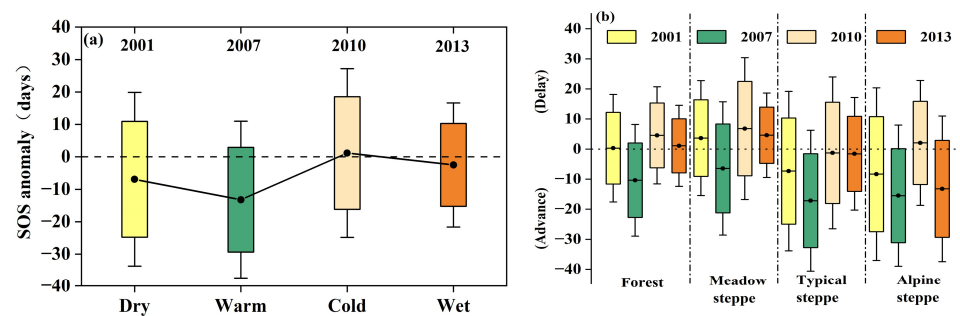 (a)
2001 2007 2010 2013
SOS anomaly（days）
40
30
20
10
0
−10
−20
−30
−40
Dry Warm Cold Wet
(b)
2001 2007 2010 2013
(Delay)
(Advance)
40
30
20
10
0
−10
−20
−30
−40
Forest
Meadow
steppe
Typical
steppe
Alpine
steppe